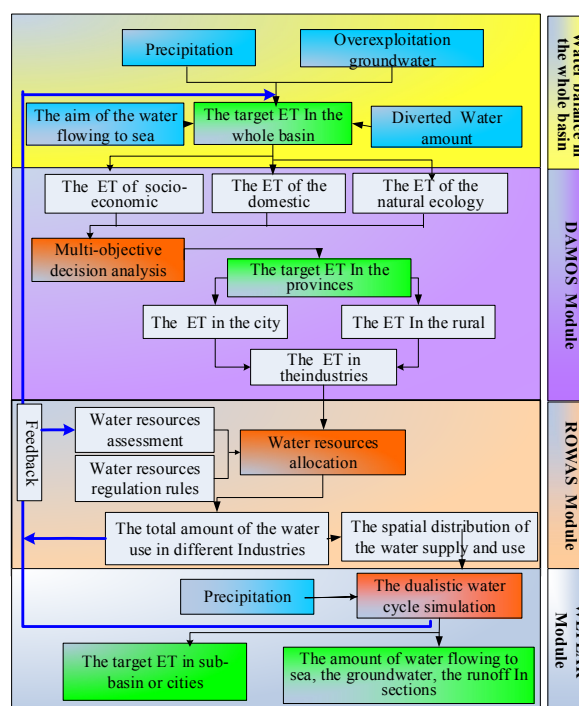 Precipitation
Overexploitation
groundwater
The aim of the water
flowing to sea
The target ET In the
whole basin
Diverted Water
amount
The ET of socio-
economic
The ET of the
domestic
The ET of the
natural ecology
Multi-objective
decision analysis
The target ET In the
provinces
The ET in the city
The ET In the rural
The ET in
theindustries
Feedback
Water resources
assessment
Water resources
regulation rules
Water resources
allocation
The total amount of the water
use in different Industries
The spatial distribution of
the water supply and use
Precipitation
The dualistic water
cycle simulation
The target ET in sub-
basin or cities
The amount of water flowing to
sea, the groundwater, the runoff In
sections
in
the whole basin
DAMOS Module
ROWAS Module
Module